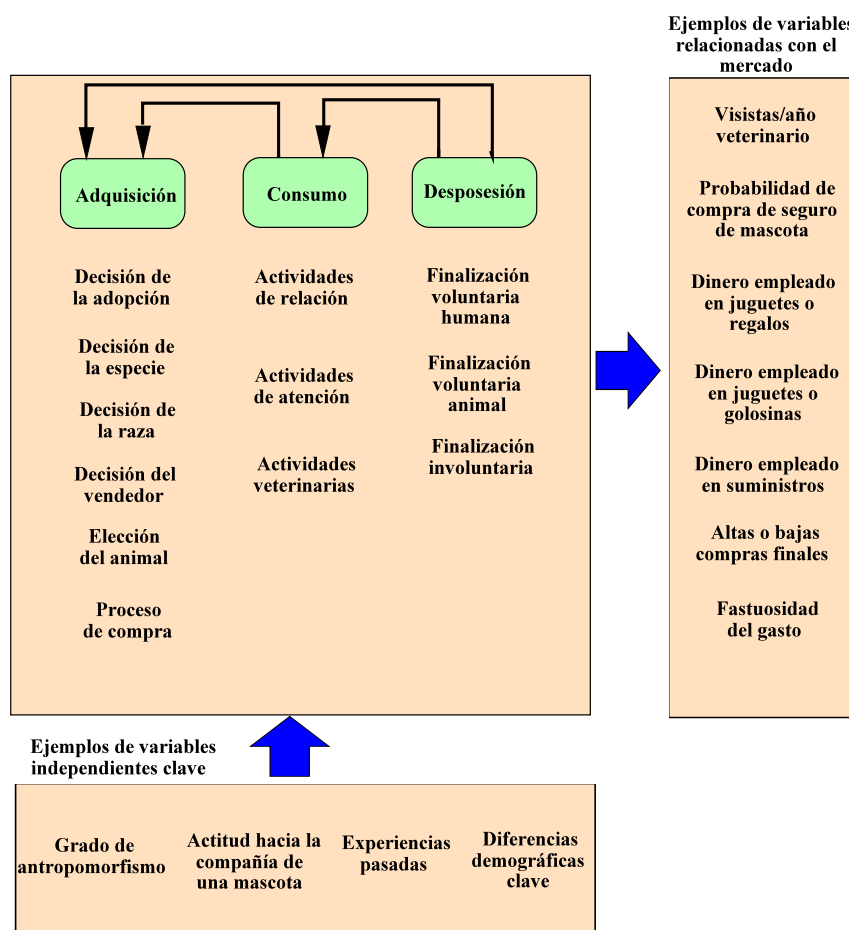 Ejemplos de variables
relacionadas con el
mercado
Adquisición
Consumo
Desposesión
Decisión de
la adopción
Decisión de
la especie
Decisión de
la raza
Decisión del
vendedor
Elección
del animal
Proceso
de compra
Actividades
de relación
Actividades
de atención
Actividades
veterinarias
Finalización
voluntaria
humana
Finalización
voluntaria
animal
Finalización
involuntaria
Visistas/año
veterinario
Probabilidad de
compra de seguro
de mascota
Dinero empleado
en juguetes o
regalos
Dinero empleado
en juguetes o
golosinas
Dinero empleado
en suministros
Altas o bajas
compras finales
Fastuosidad
del gasto
Ejemplos de variables
independientes clave
Grado de
antropomorfismo
Actitud hacia la
compañía de
una mascota
Experiencias
pasadas
Diferencias
demográficas
clave